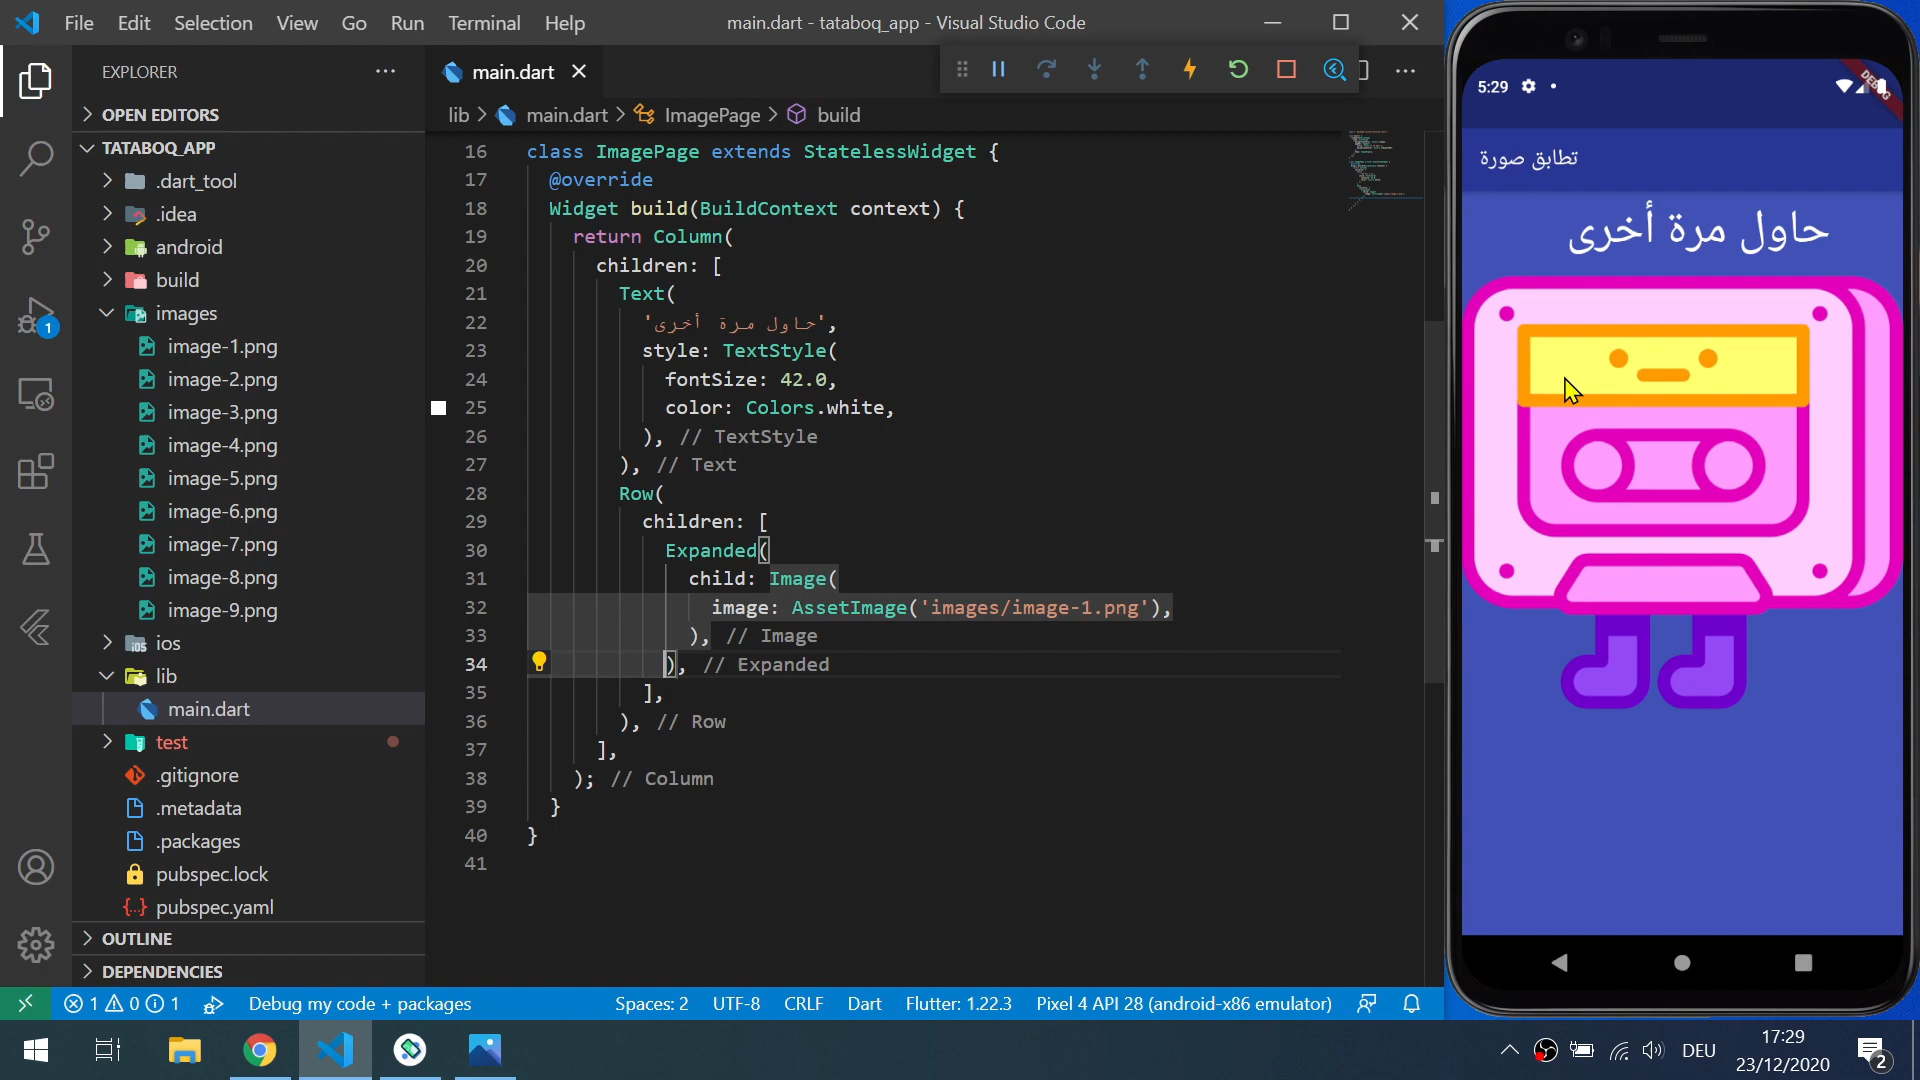 File Edit Selection View Go Run Terminal Help
main.dart - tataboq_app - Visual Studio Code
EXPLORER
OPEN EDITORS
TATABOQ_APP
.dart_tool
.idea
android
build
images
image-1.png
image-2.png
image-3.png
image-4.png
image-5.png
image-6.png
image-7.png
image-8.png
image-9.png
ios
lib
main.dart
test
.gitignore
.metadata
.packages
pubspec.lock
pubspec.yaml
OUTLINE
DEPENDENCIES
main.dart
lib > main.dart > ImagePage > build
16 class ImagePage extends StatelessWidget {
17 @override
18 Widget build(BuildContext context) {
19 return Column(
20 children: [
21 Text(
22 'حاول مرة أخرى',
23 style: TextStyle(
24 fontSize: 42.0,
25 color: Colors.white,
26 ), // TextStyle
27 ), // Text
28 Row(
29 children: [
30 Expanded(
31 child: Image(
32 image: AssetImage('images/image-1.png'),
33 ), // Image
34 ), // Expanded
35 ],
36 ), // Row
37 ],
38 ); // Column
39 }
40 }
41
5:29
DEBUG
تطابق صورة
حاول مرة أخرى
1
1 0 1 Debug my code + packages
Spaces: 2 UTF-8 CRLF Dart Flutter: 1.22.3 Pixel 4 API 28 (android-x86 emulator)
DEU
17:29
23/12/2020
2